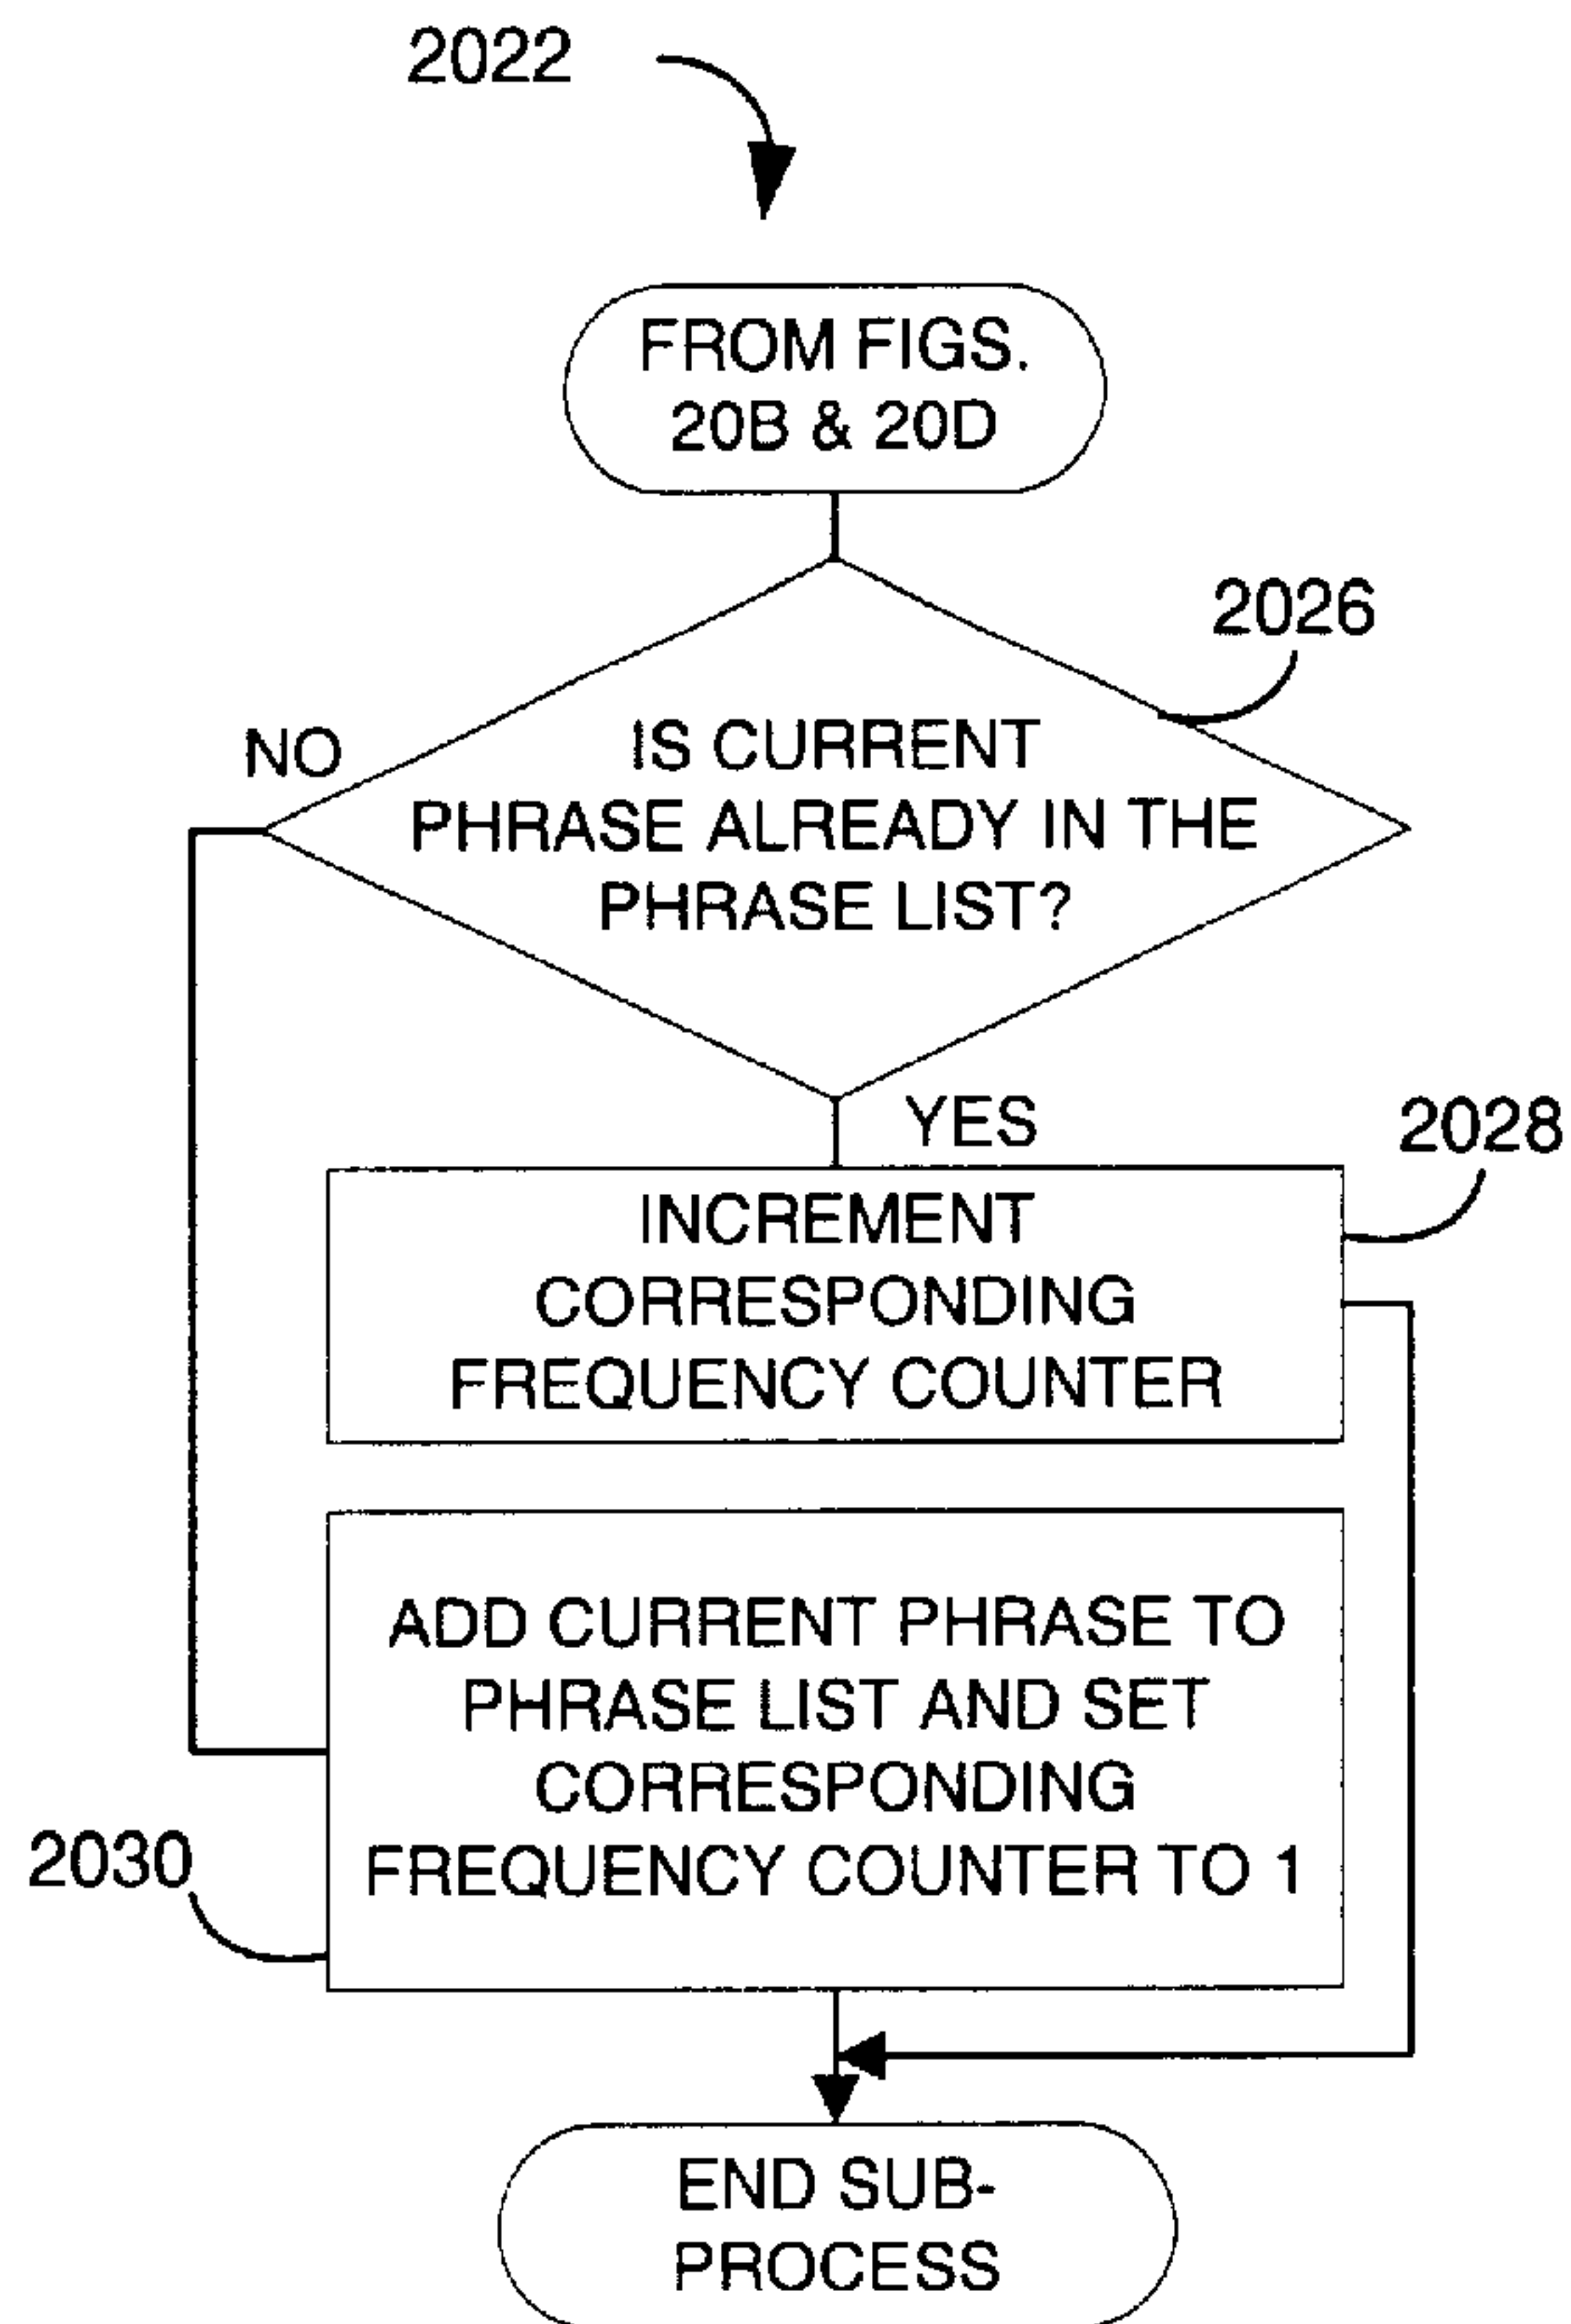 2022
FROM FIGS.
20B & 20D
2026
NO
IS CURRENT
PHRASE ALREADY IN THE
PHRASE LIST?
YES
2028
INCREMENT
CORRESPONDING
FREQUENCY COUNTER
ADD CURRENT PHRASE TO
PHRASE LIST AND SET
CORRESPONDING
FREQUENCY COUNTER TO 1
2030
END SUB-
PROCESS